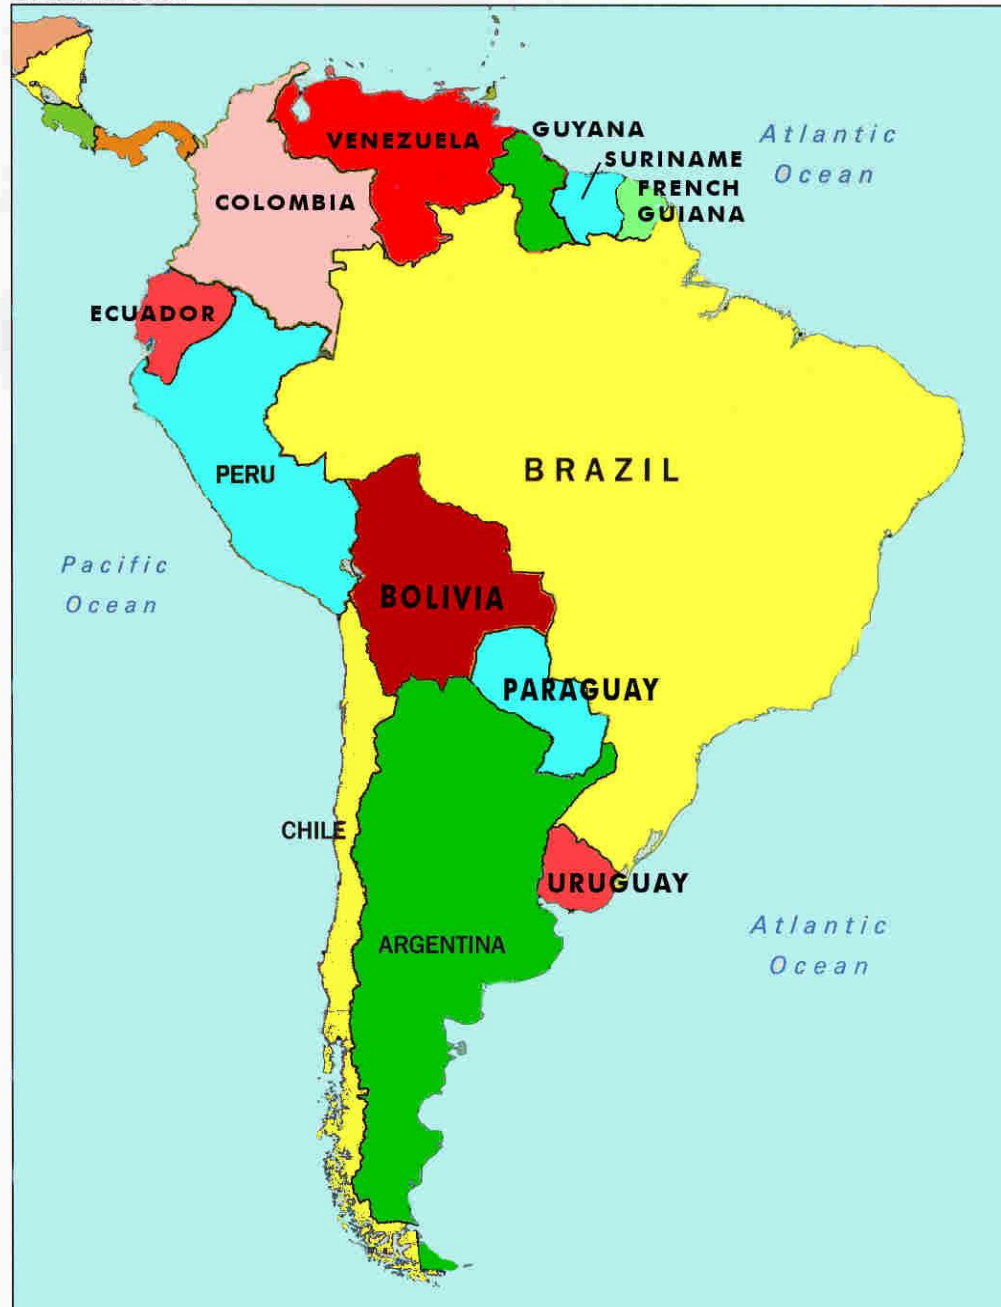 VENEZUELA
GUYANA
SURINAME
FRENCH
GUIANA
Atlantic
Ocean
COLOMBIA
ECUADOR
PERU
BRAZIL
Pacific
Ocean
BOLIVIA
PARAGUAY
CHILE
URUGUAY
ARGENTINA
Atlantic
Ocean